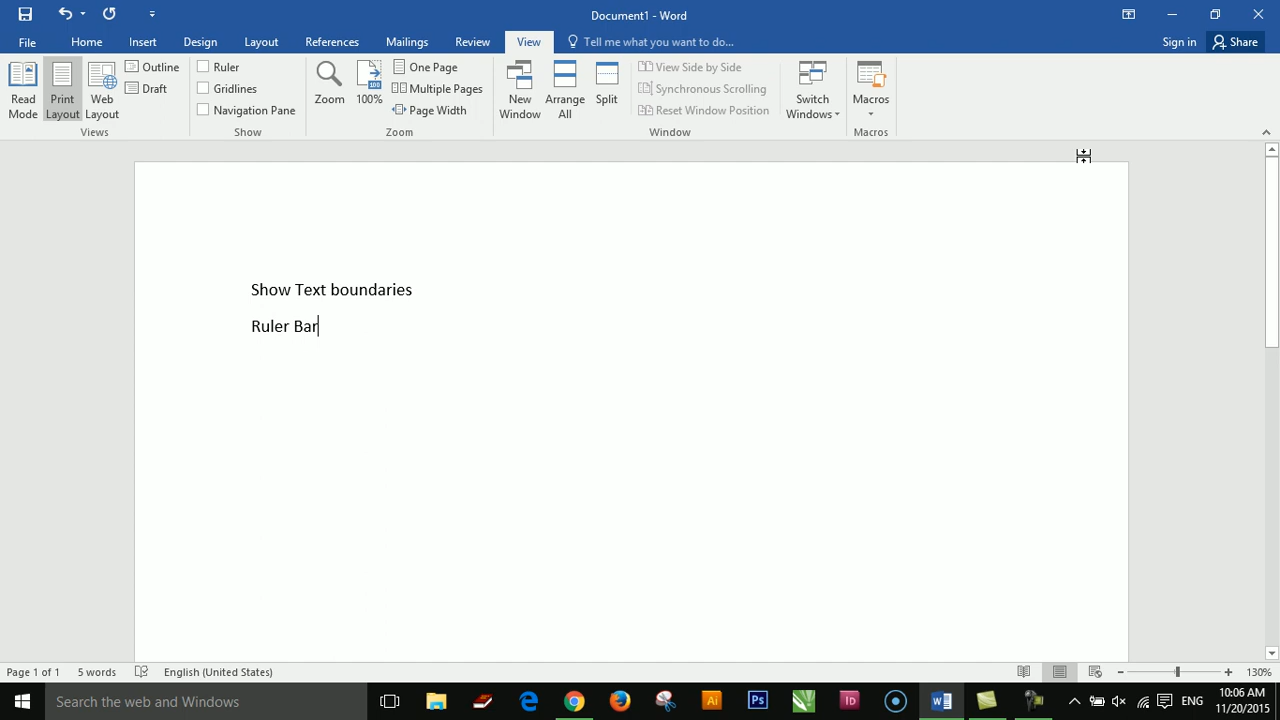 Document1 - Word
File Home Insert Design Layout References Mailings Review View Tell me what you want to do... Sign in Share
Read Mode
Print Layout
Web Layout
Outline
Draft
Views
Ruler
Gridlines
Navigation Pane
Show
Zoom
100%
One Page
Multiple Pages
Page Width
Zoom
New Window
Arrange All
Split
View Side by Side
Synchronous Scrolling
Reset Window Position
Window
Switch Windows
Macros
Macros
Show Text boundaries
Ruler Bar
Page 1 of 1 5 words English (United States) 130%
Search the web and Windows
Ai Ps Id
ENG
10:06 AM
11/20/2015